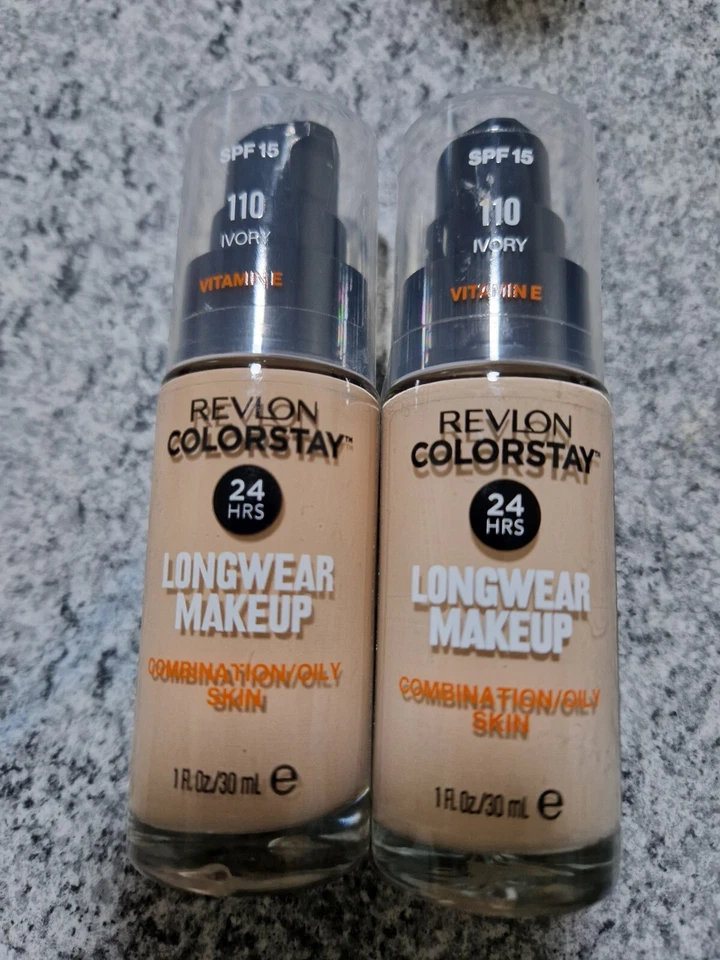 SPF 15
110
IVORY
VITAMIN E
REVLON
COLORSTAY™
24
HRS
LONGWEAR
MAKEUP
COMBINATION/OILY
SKIN
1 Fl. Oz./30 mL e
SPF 15
110
IVORY
VITAMIN E
REVLON
COLORSTAY™
24
HRS
LONGWEAR
MAKEUP
COMBINATION/OILY
SKIN
1 Fl. Oz./30 mL e